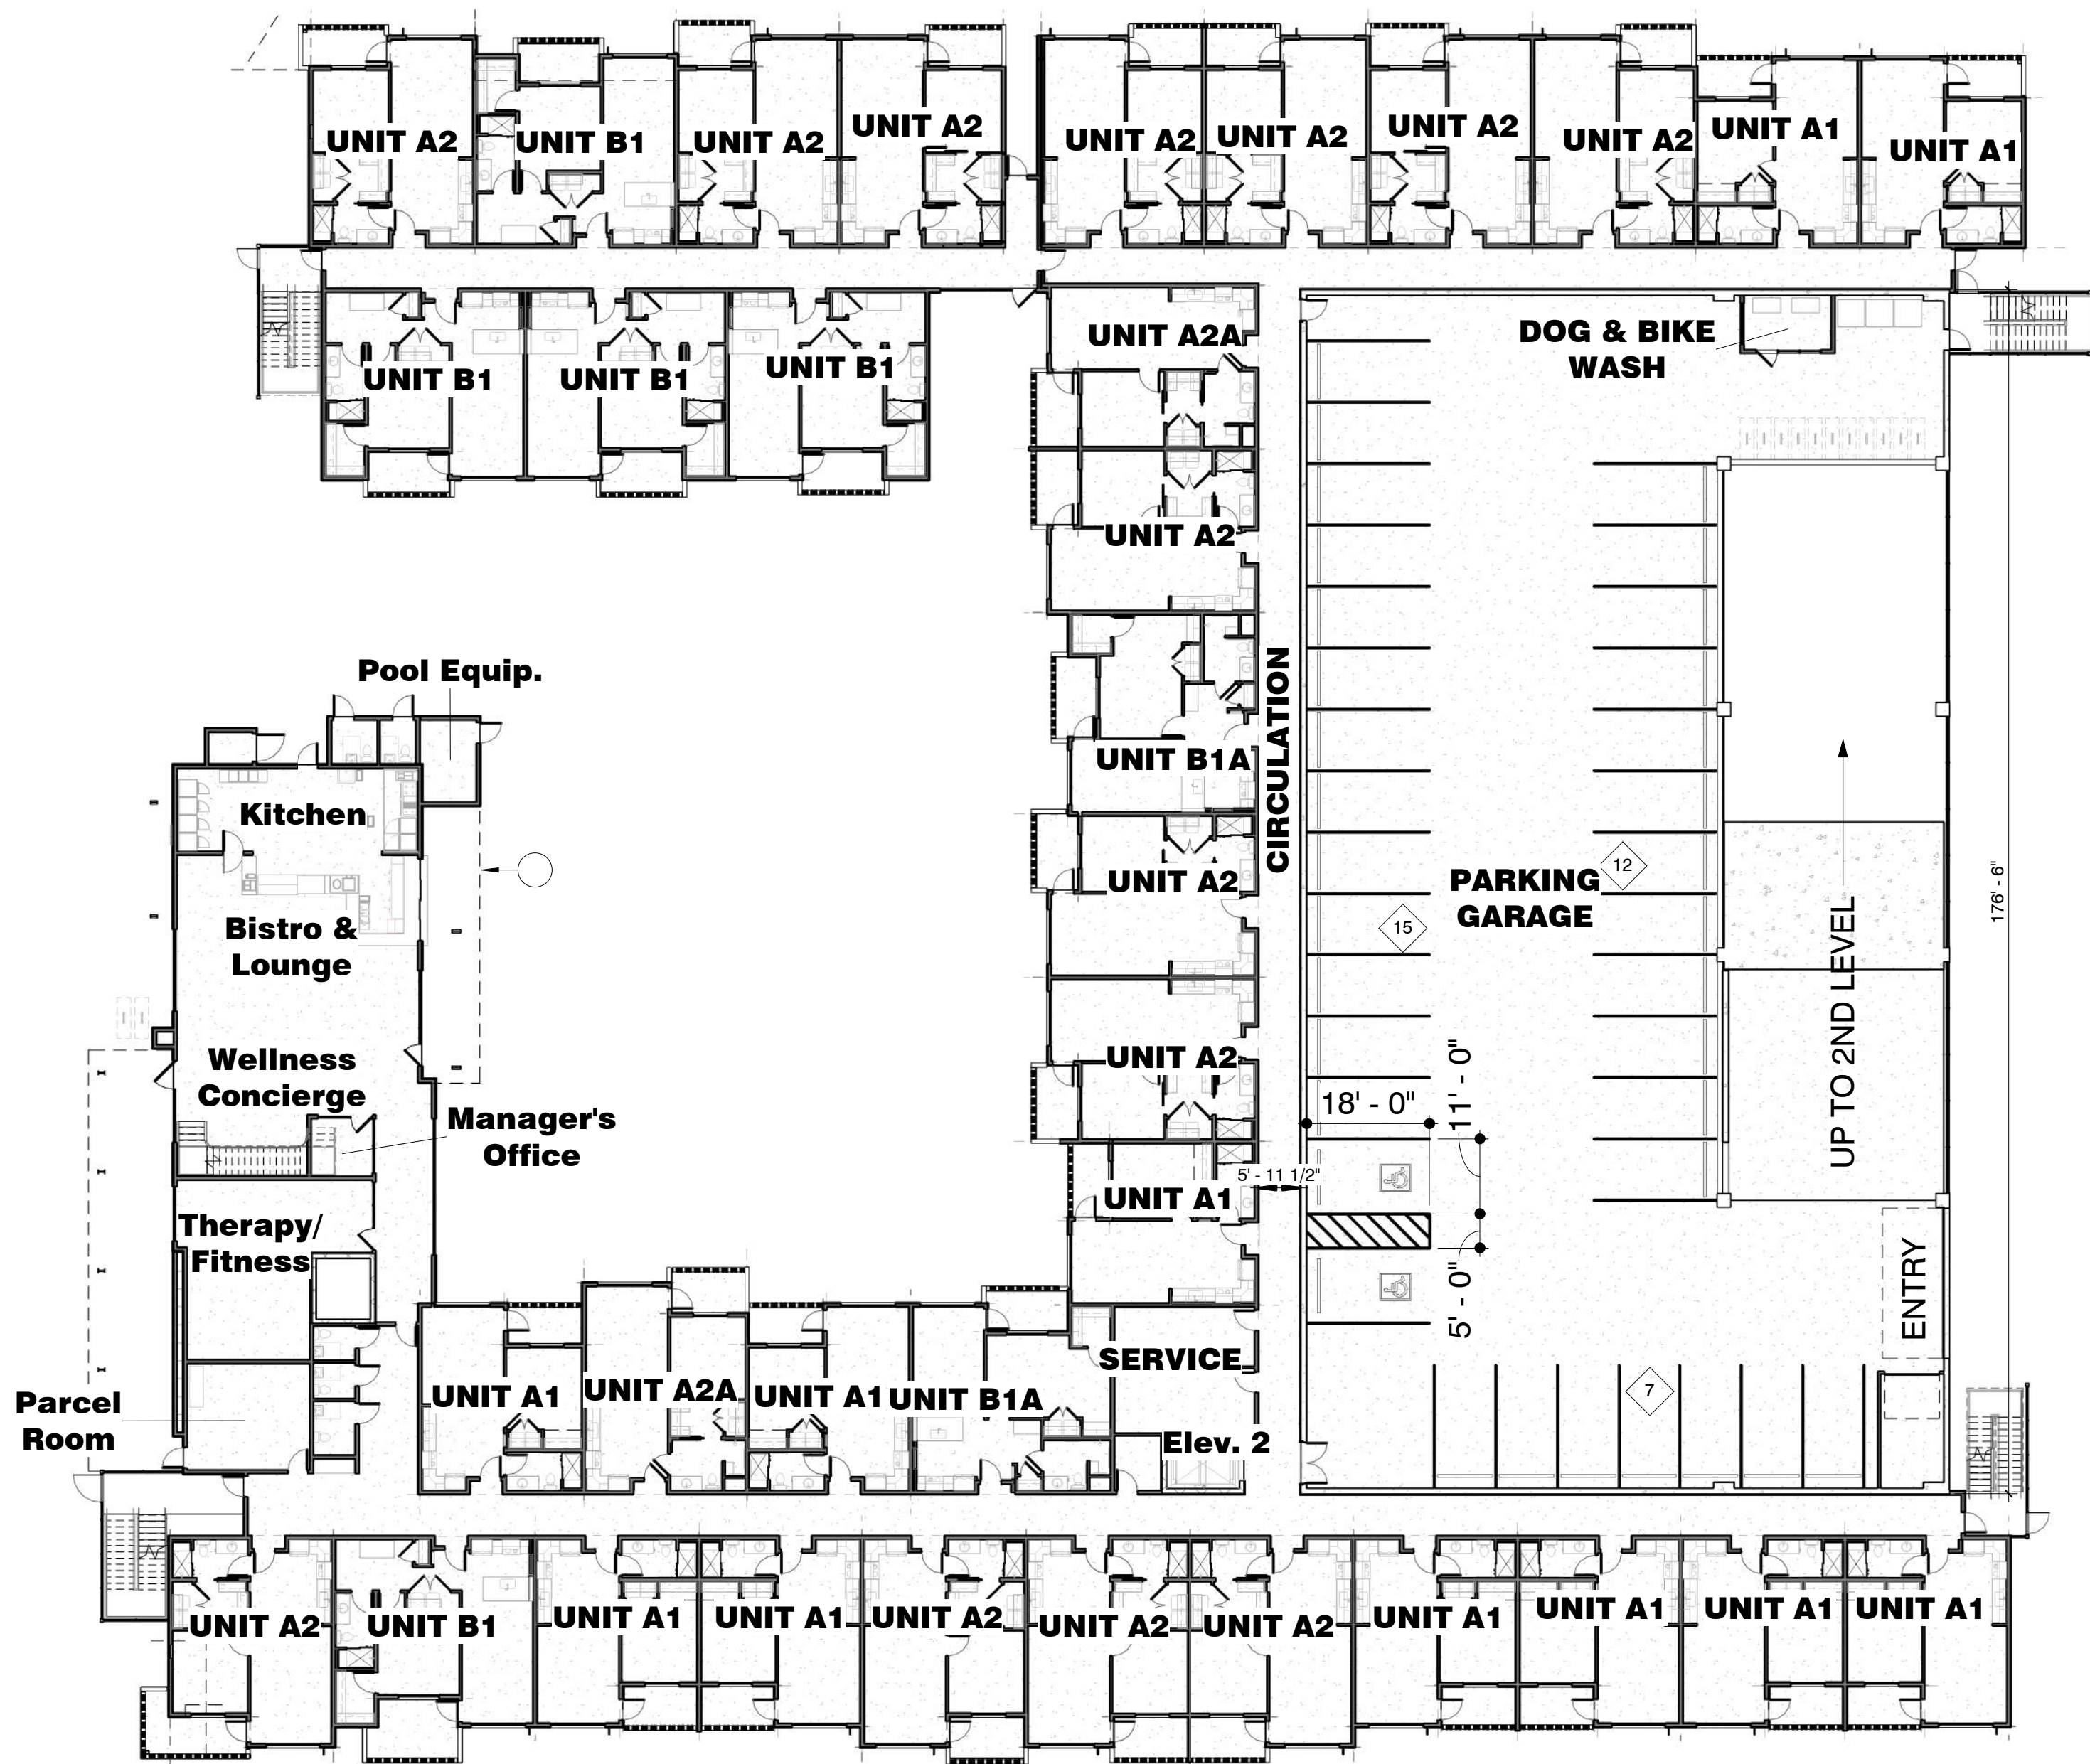 UNIT A2
UNIT B1
UNIT A2
UNIT A2
UNIT A2
UNIT A2
UNIT A2
UNIT A2
UNIT A1
UNIT A1
UNIT B1
UNIT B1
UNIT B1
UNIT A2A
DOG & BIKE
WASH
UNIT A2
Pool Equip.
UNIT B1A
CIRCULATION
Kitchen
UNIT A2
PARKING
GARAGE
12
15
176' - 6"
Bistro &
Lounge
UP TO 2ND LEVEL
Wellness
Concierge
UNIT A2
Manager's
Office
18' - 0"
11' - 0"
5' - 11 1/2"
UNIT A1
Therapy/
Fitness
5' - 0"
ENTRY
SERVICE
UNIT A1
UNIT A2A
UNIT A1
UNIT B1A
7
Parcel
Room
Elev. 2
UNIT A2
UNIT B1
UNIT A1
UNIT A1
UNIT A2
UNIT A2
UNIT A2
UNIT A1
UNIT A1
UNIT A1
UNIT A1